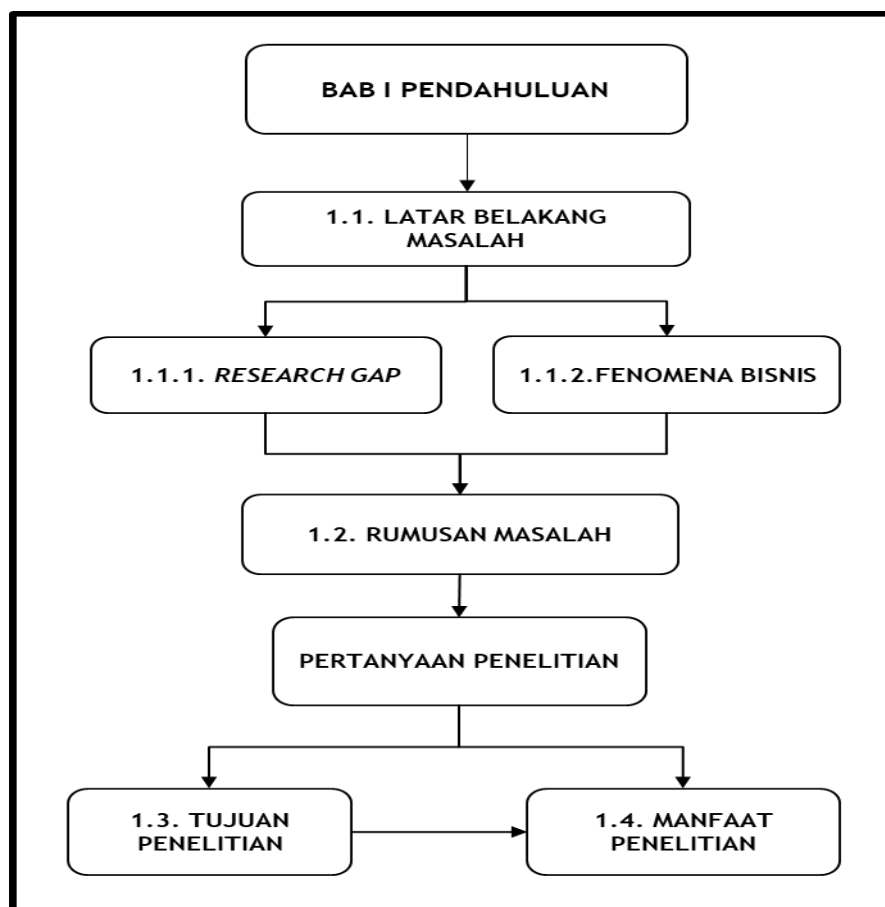 BAB I PENDAHULUAN
1.1. LATAR BELAKANG
MASALAH
1.1.1. RESEARCH GAP
1.1.2.FENOMENA BISNIS
1.2. RUMUSAN MASALAH
PERTANYAAN PENELITIAN
1.3. TUJUAN
PENELITIAN
1.4. MANFAAT
PENELITIAN